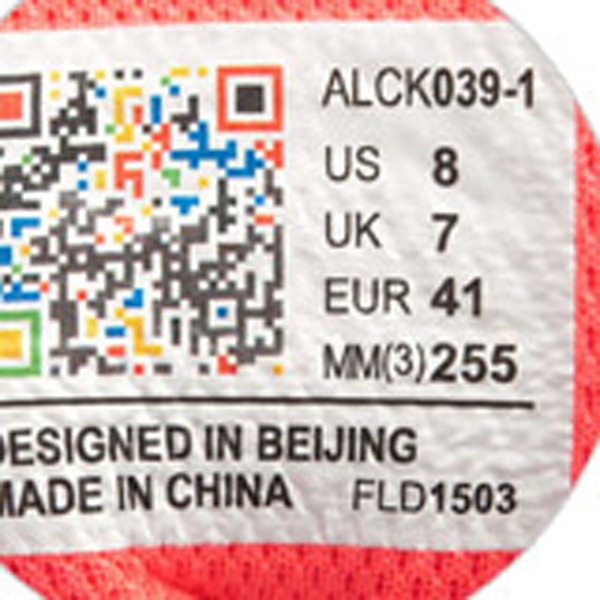 ALCK039-1
US 8
UK 7
EUR 41
MM(3) 255
DESIGNED IN BEIJING
MADE IN CHINA FLD1503